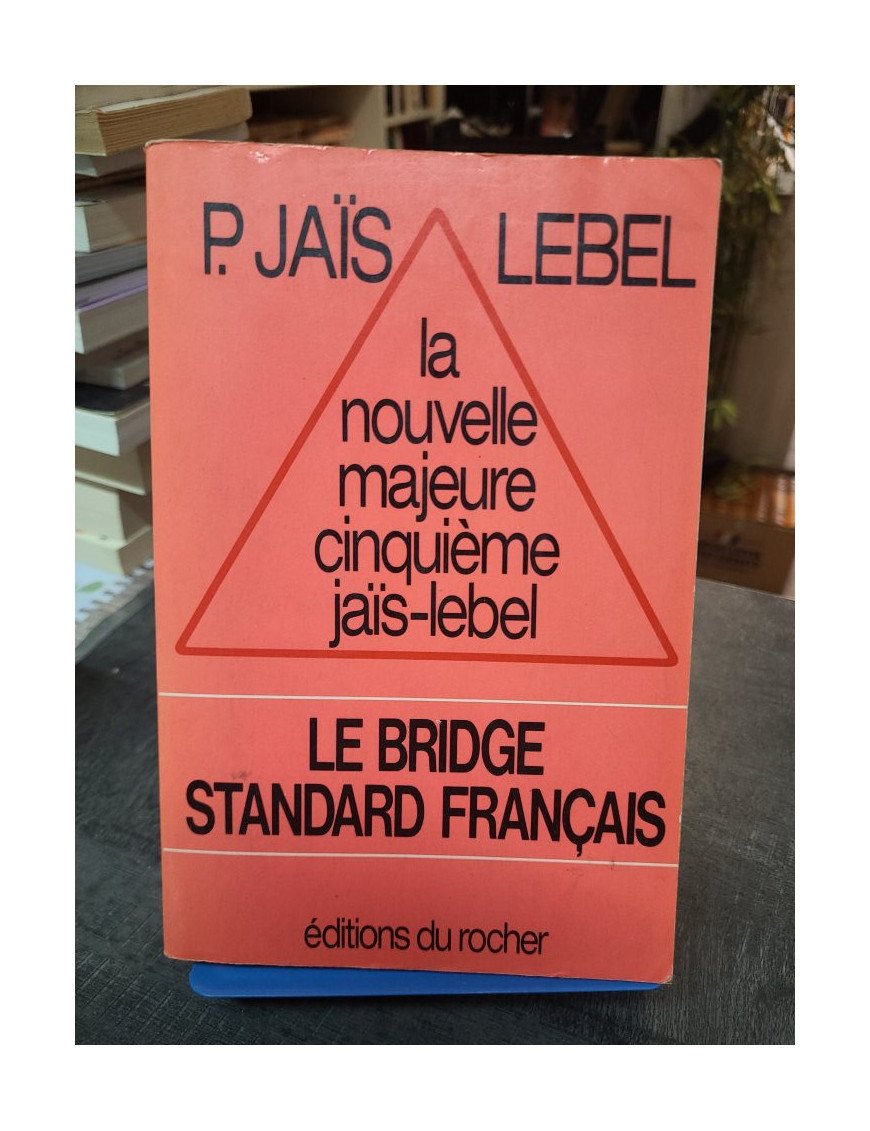 P. JAÏS LEBEL
la
nouvelle
majeure
cinquième
jaïs-lebel
LE BRIDGE
STANDARD FRANÇAIS
éditions du rocher